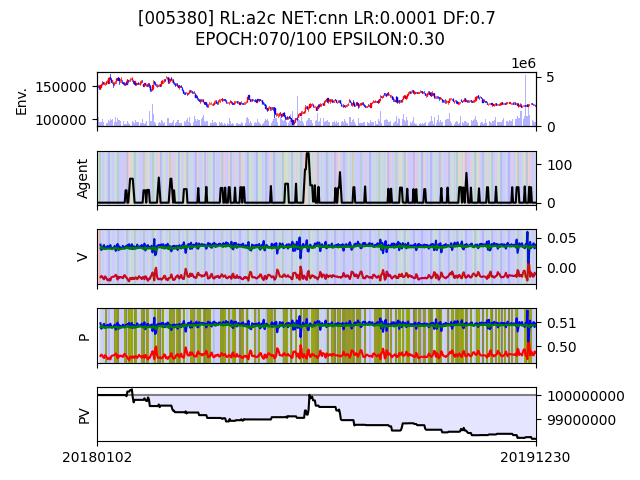 [005380] RL:a2c NET:cnn LR:0.0001 DF:0.7
EPOCH:070/100 EPSILON:0.30
1e6
Env.
150000
100000
5
0
Agent
100
0
V
0.05
0.00
P
0.51
0.50
PV
100000000
99000000
20180102
20191230